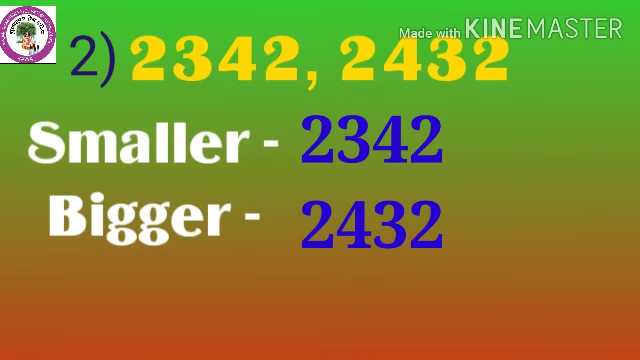 Made with KINEMASTER
2) 2342, 2432
Smaller - 2342
Bigger - 2432